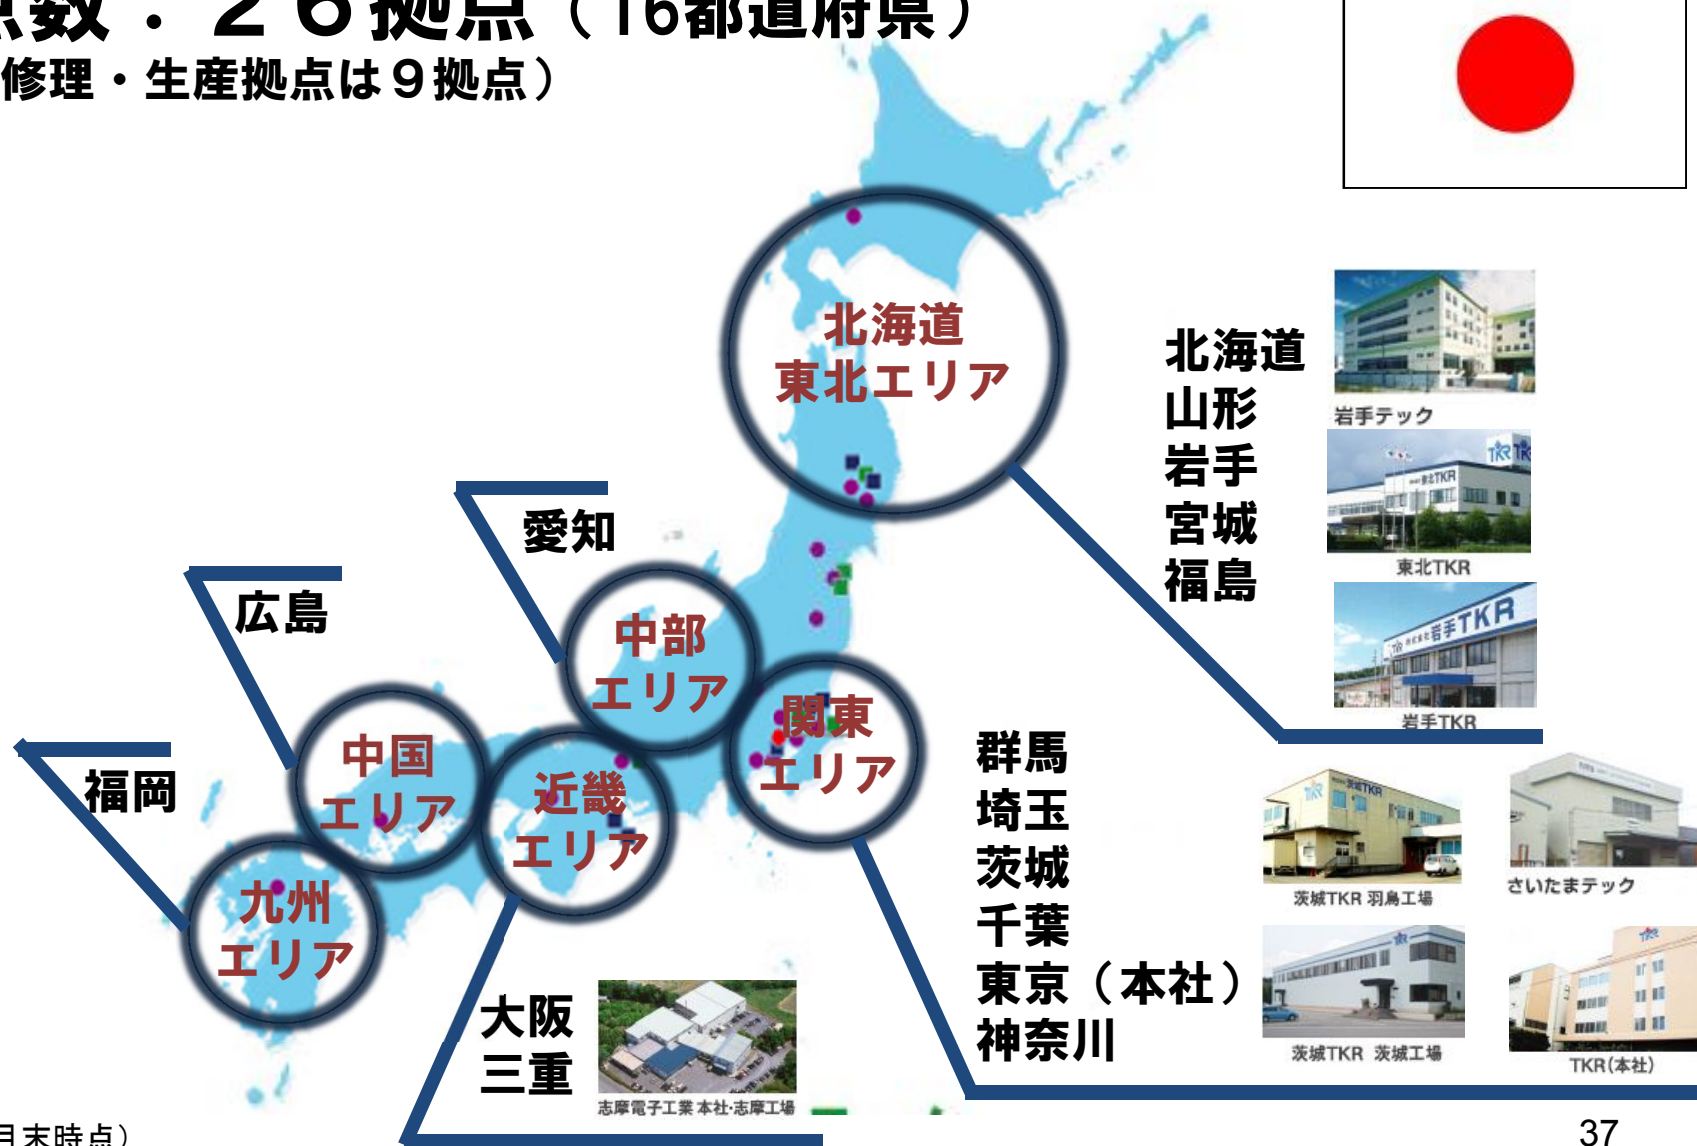 点数：２６拠点（16都道府県）
修理・生産拠点は９拠点）
北海道
東北エリア
北海道
山形
岩手
宮城
福島
岩手テック
東北TKR
岩手TKR
愛知
中部
エリア
広島
中国
エリア
福岡
九州
エリア
近畿
エリア
関東
エリア
大阪
三重
志摩電子工業 本社･志摩工場
群馬
埼玉
茨城
千葉
東京（本社）
神奈川
茨城TKR 羽鳥工場
さいたまテック
茨城TKR 茨城工場
TKR(本社)
月末時点）
37